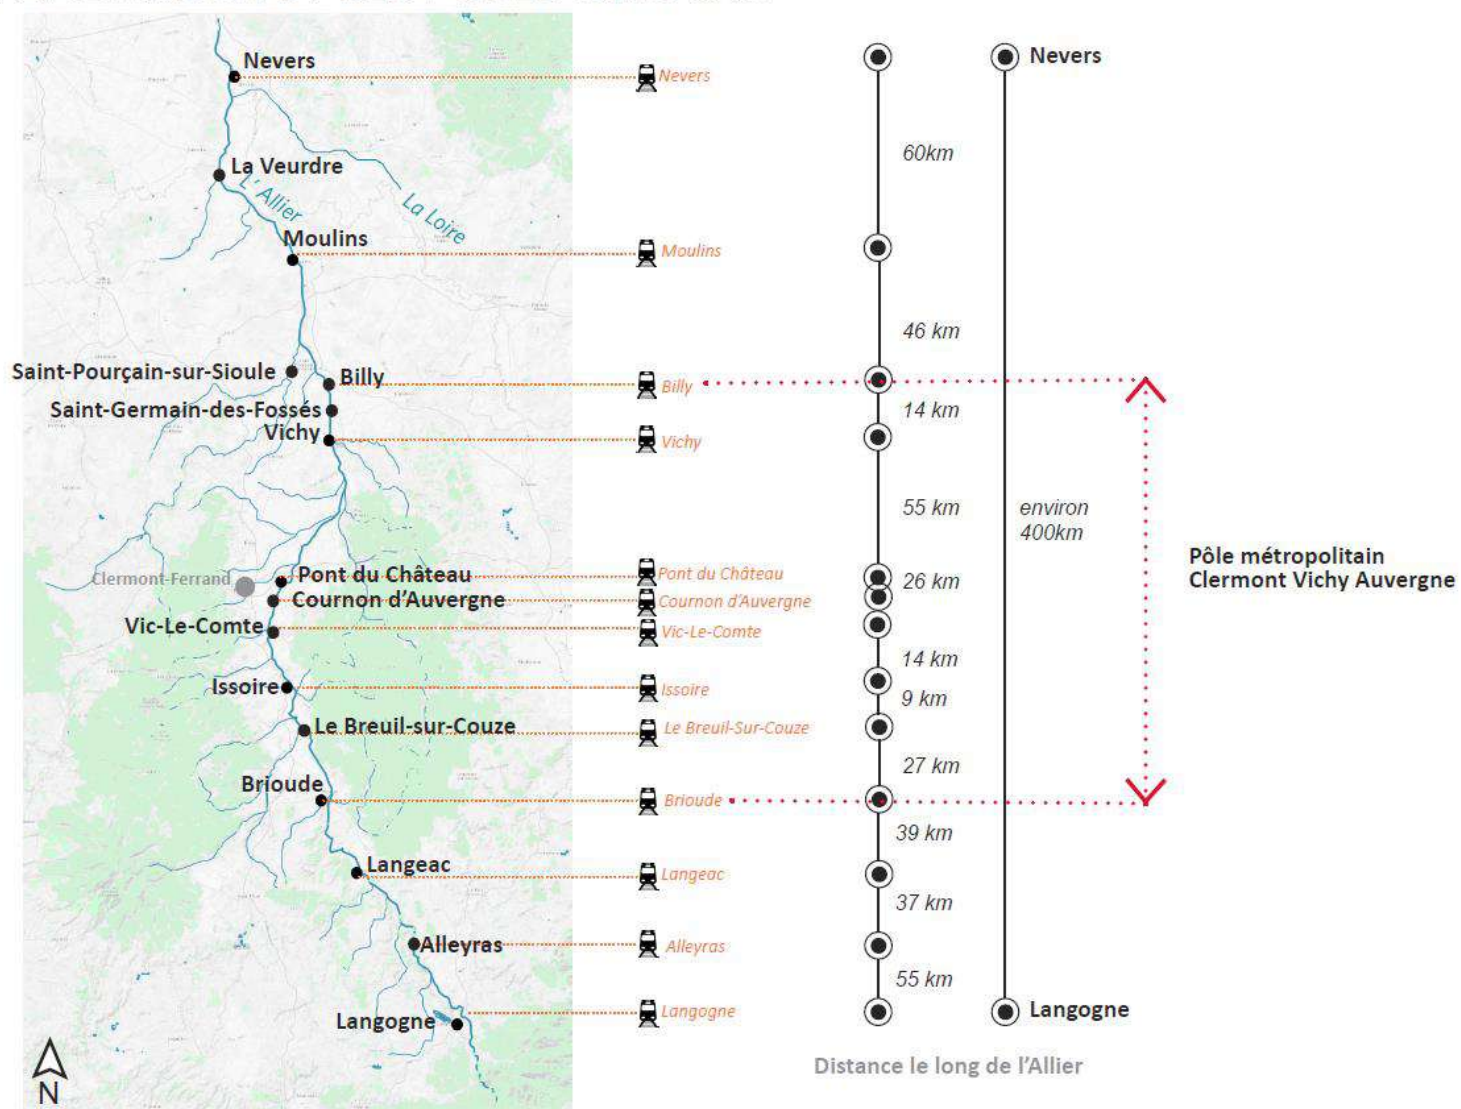 Nevers
La Veurdre
L'Allier
La Loire
Moulins
Saint-Pourçain-sur-Sioule
Billy
Saint-Germain-des-Fossés
Vichy
Clermont-Ferrand
Pont du Château
Cournon d'Auvergne
Vic-Le-Comte
Issoire
Le Breuil-sur-Couze
Brioude
Langeac
Alleyras
Langogne
N
Nevers
Moulins
Billy
Vichy
Pont du Château
Cournon d'Auvergne
Vic-Le-Comte
Issoire
Le Breuil-Sur-Couze
Brioude
Langeac
Alleyras
Langogne
60km
46 km
14 km
55 km
26 km
14 km
9 km
27 km
39 km
37 km
55 km
Nevers
environ
400km
Langogne
Pôle métropolitain
Clermont Vichy Auvergne
Distance le long de l'Allier